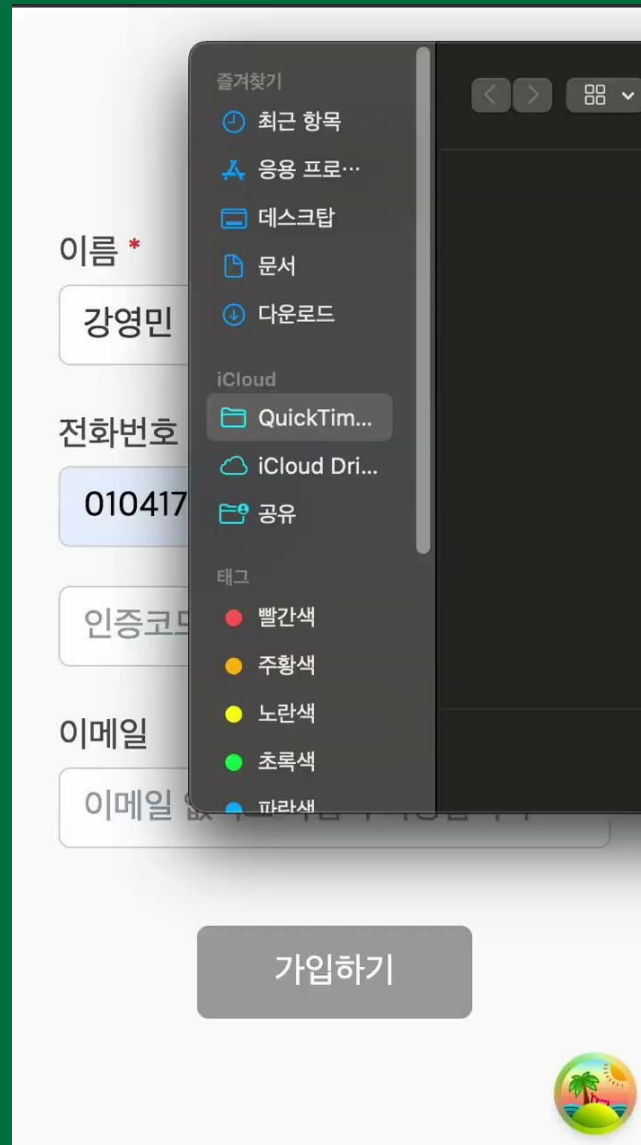 즐겨찾기
최근 항목
응용 프로…
데스크탑
문서
다운로드
iCloud
QuickTim...
iCloud Dri...
공유
태그
빨간색
주황색
노란색
초록색
파란색
이름 *
강영민
전화번호
010417
인증코드
이메일
이메일
가입하기